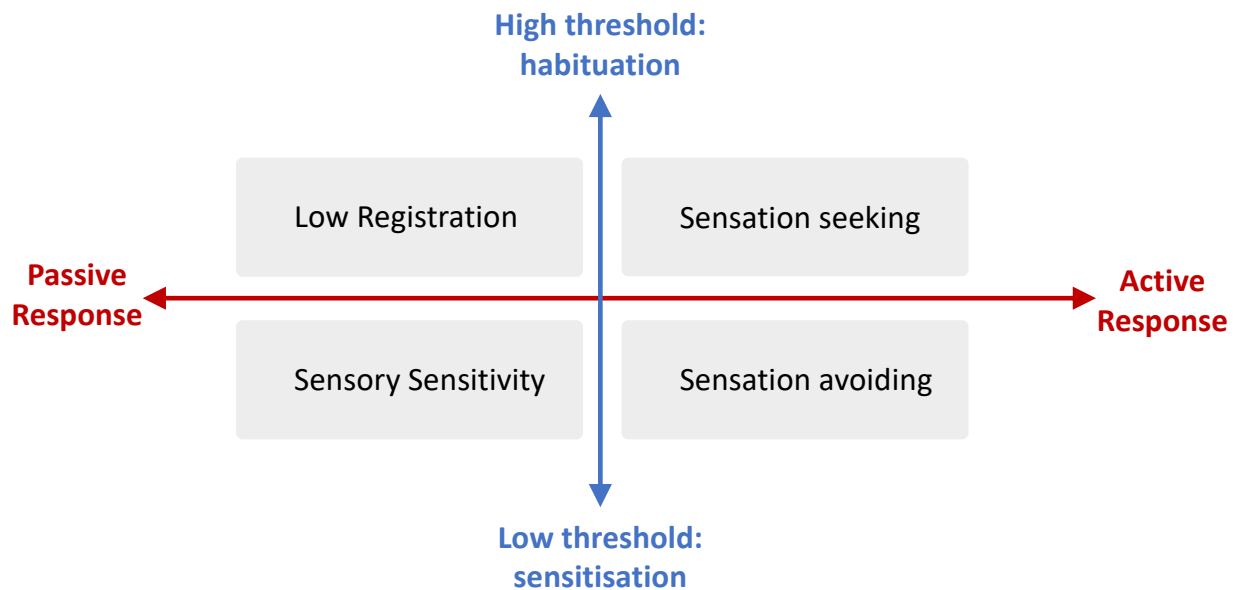 High threshold:
habituation
Low Registration
Sensation seeking
Passive
Response
Active
Response
Sensory Sensitivity
Sensation avoiding
Low threshold:
sensitisation